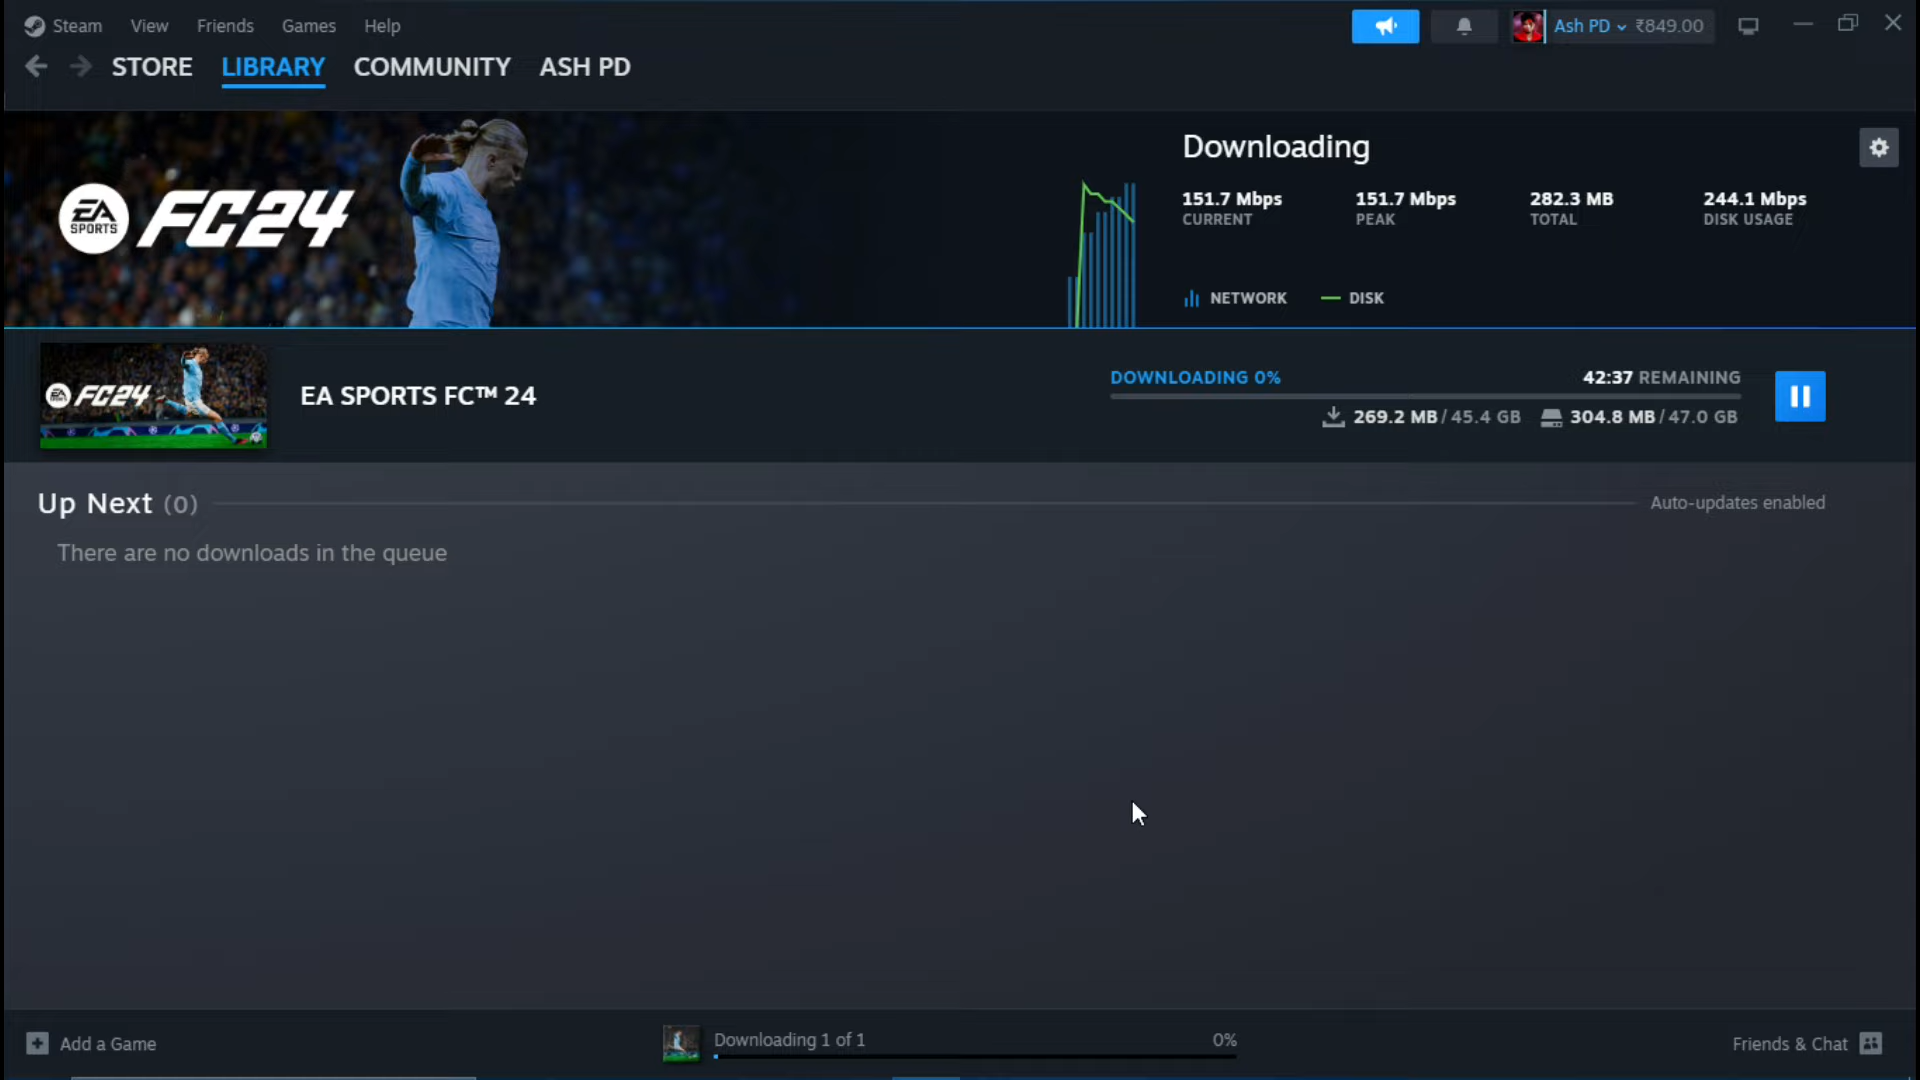 Steam View Friends Games Help
Ash PD ₹849.00
STORE LIBRARY COMMUNITY ASH PD
EA SPORTS FC24
Downloading
151.7 Mbps 151.7 Mbps 282.3 MB 244.1 Mbps
CURRENT PEAK TOTAL DISK USAGE
NETWORK DISK
EA SPORTS FC™ 24
FC24
DOWNLOADING 0% 42:37 REMAINING
269.2 MB / 45.4 GB 304.8 MB / 47.0 GB
Up Next (0) Auto-updates enabled
There are no downloads in the queue
Add a Game
Downloading 1 of 1 0%
Friends & Chat